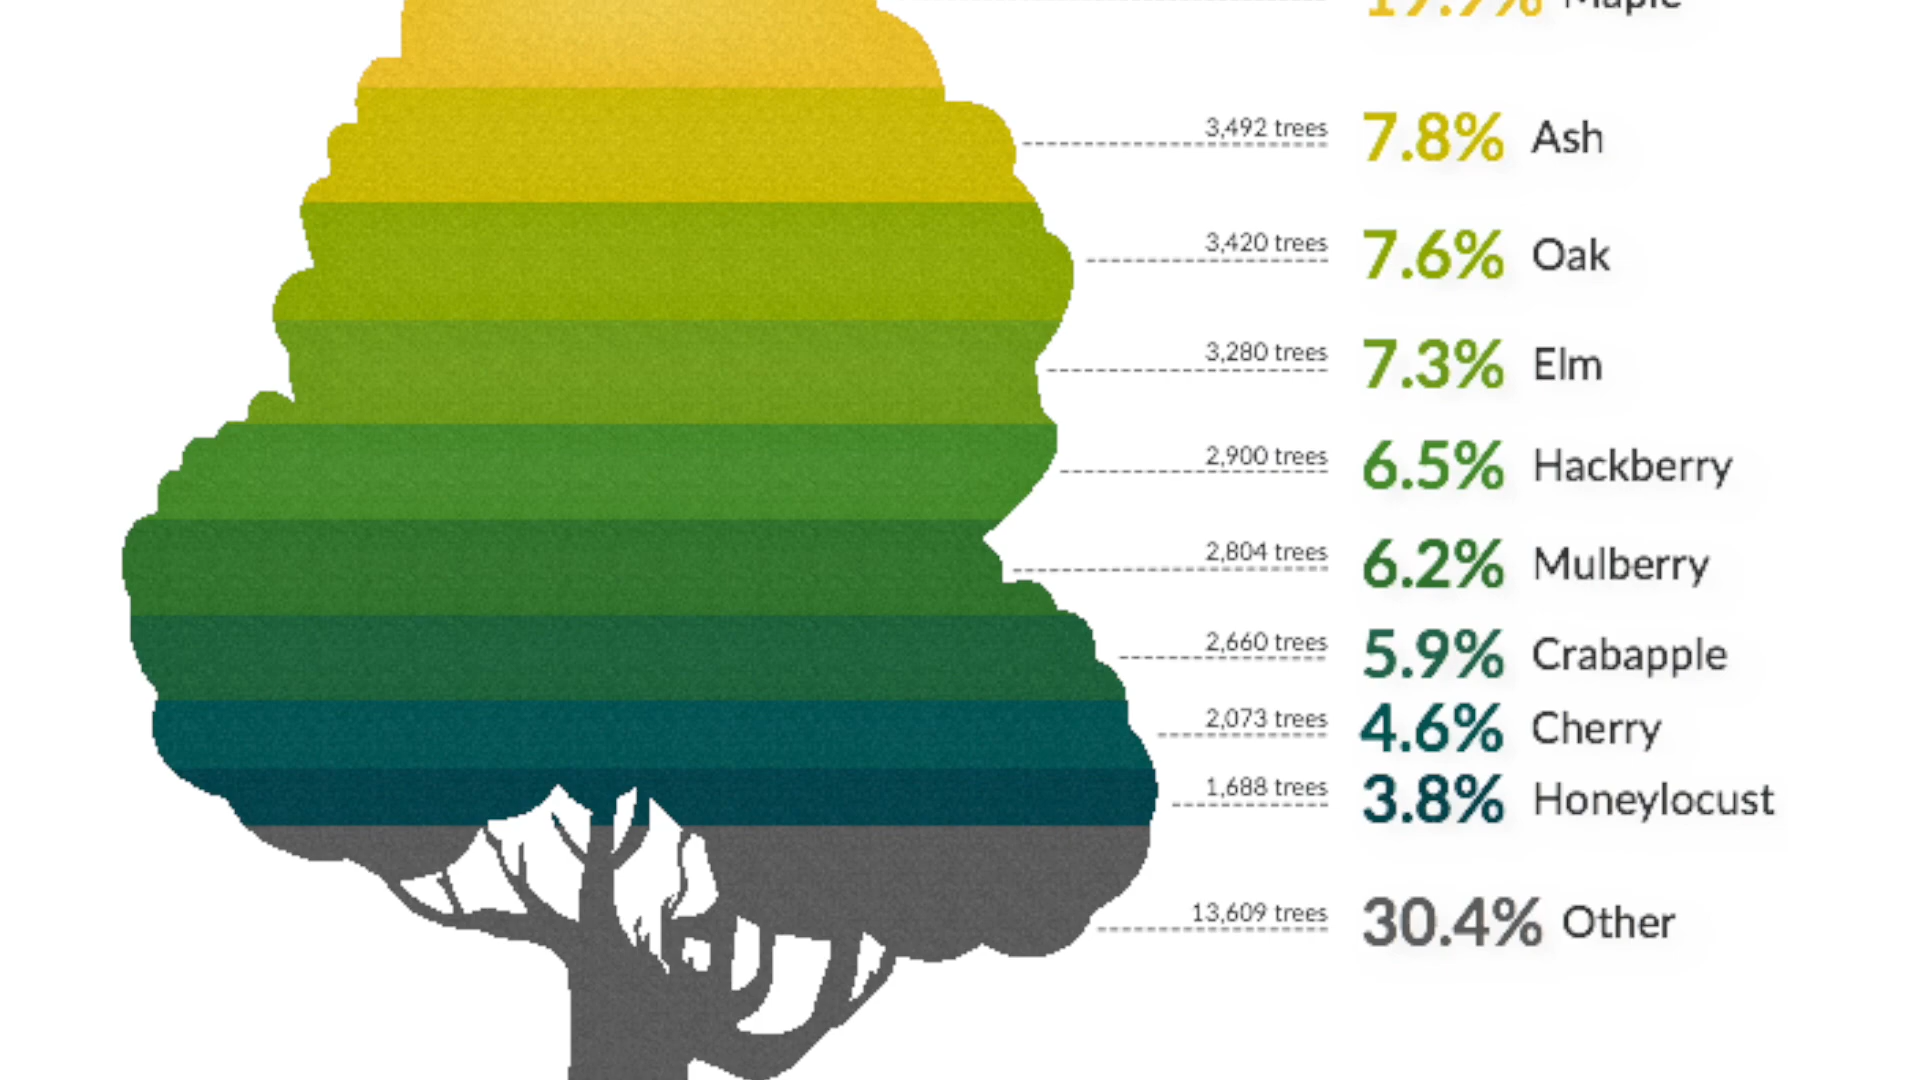 Maple
3,492 trees 7.8% Ash
3,420 trees 7.6% Oak
3,280 trees 7.3% Elm
2,900 trees 6.5% Hackberry
2,804 trees 6.2% Mulberry
2,660 trees 5.9% Crabapple
2,073 trees 4.6% Cherry
1,688 trees 3.8% Honeylocust
13,609 trees 30.4% Other